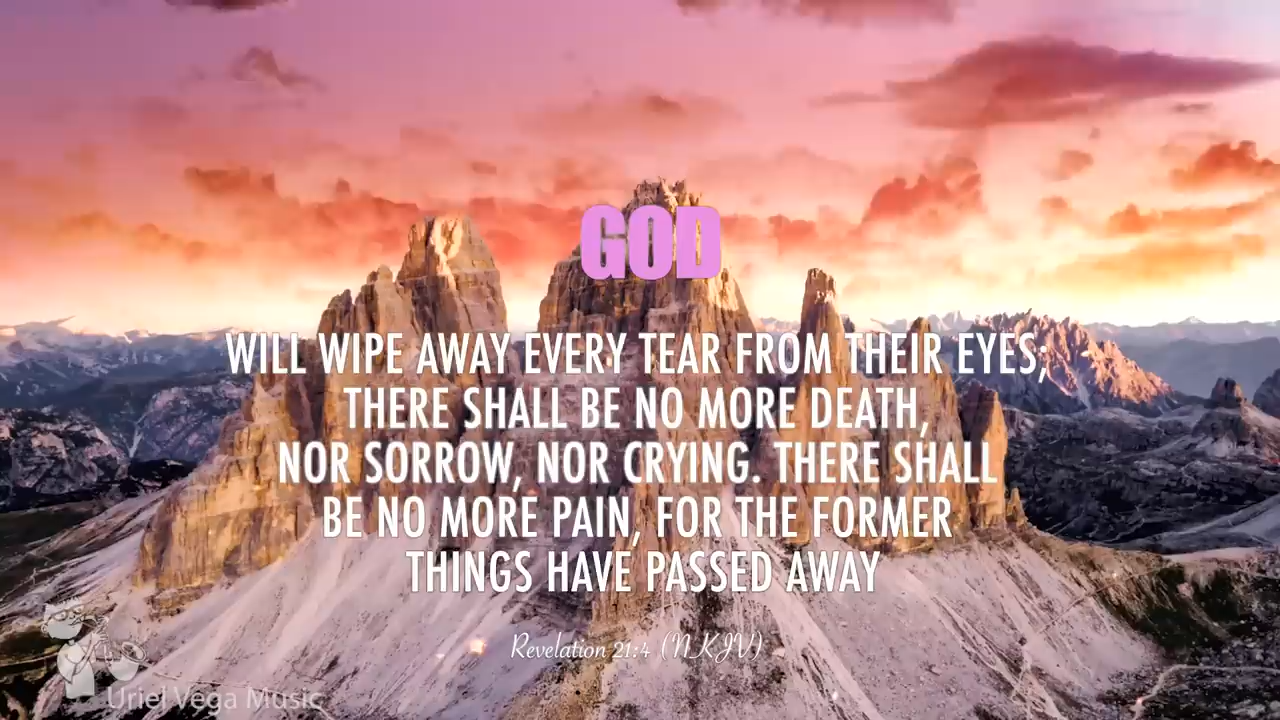 GOD
WILL WIPE AWAY EVERY TEAR FROM THEIR EYES;
THERE SHALL BE NO MORE DEATH,
NOR SORROW, NOR CRYING. THERE SHALL
BE NO MORE PAIN, FOR THE FORMER
THINGS HAVE PASSED AWAY
Revelation 21:4 (NKJV)
Uriel Vega Music